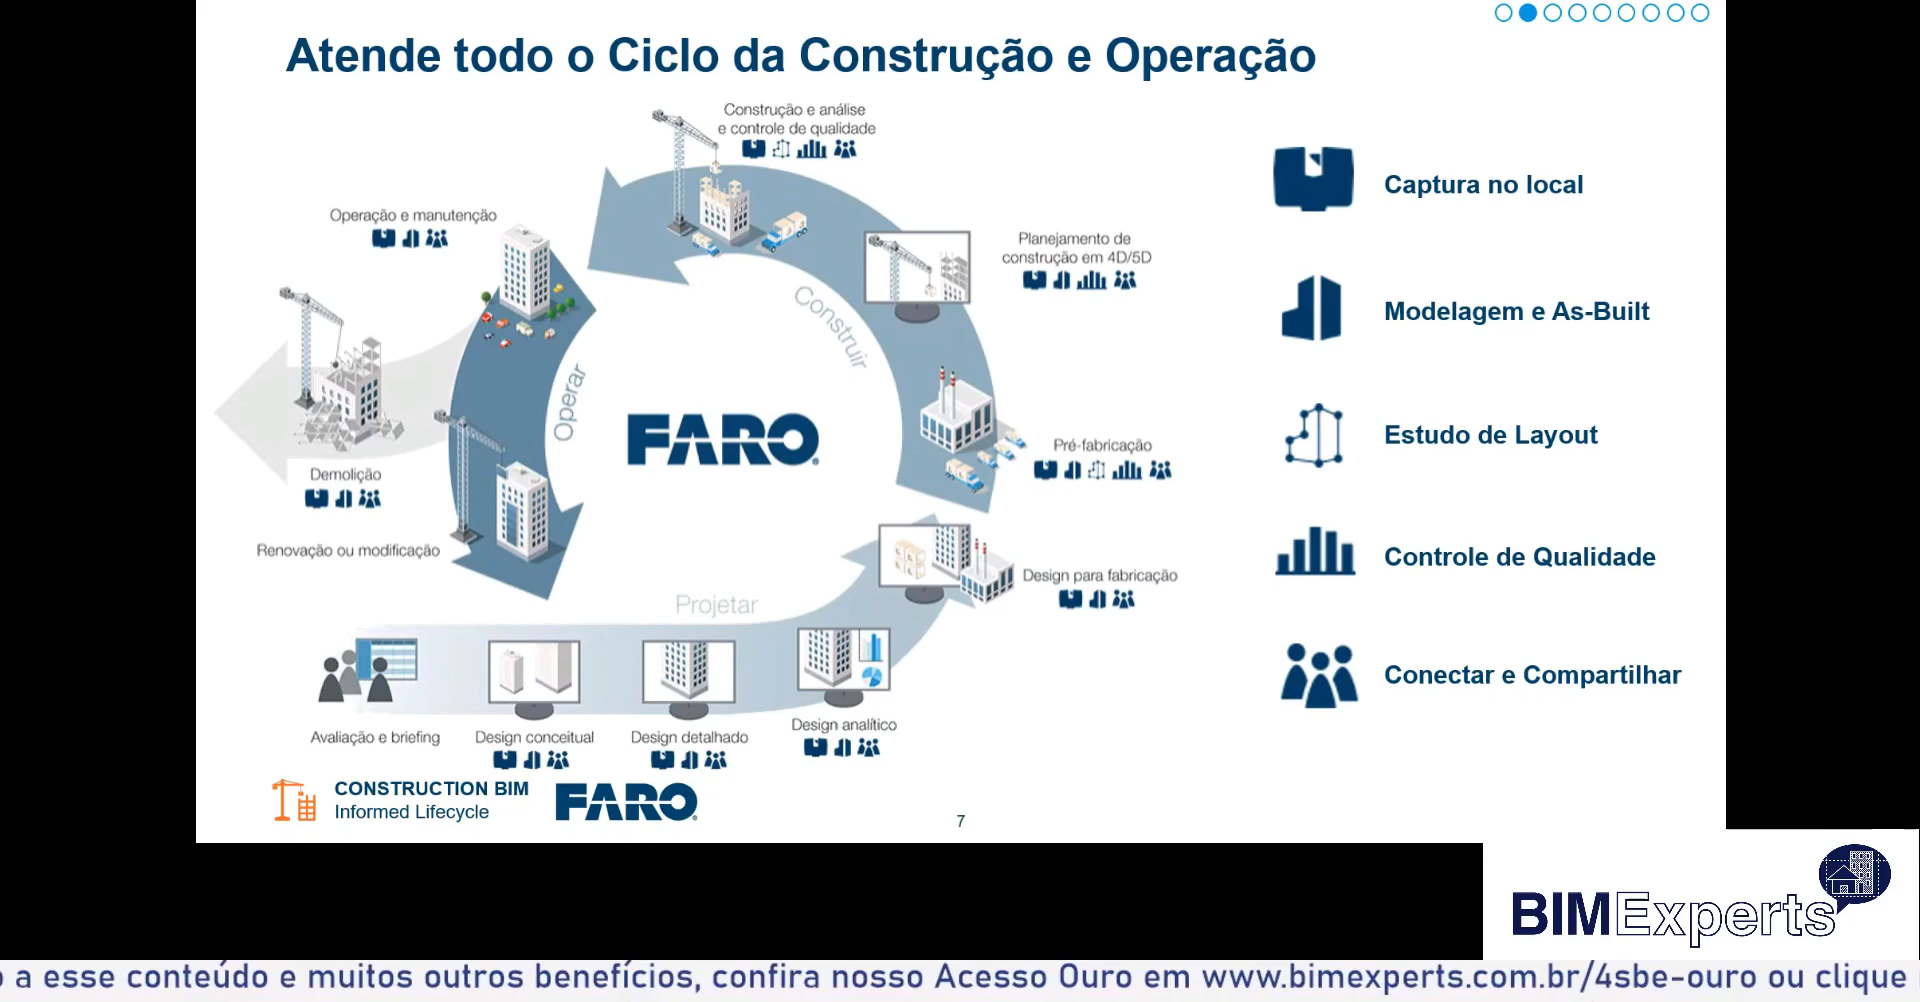 Atende todo o Ciclo da Construção e Operação
Construção e análise
e controle de qualidade
Operação e manutenção
Planejamento de
construção em 4D/5D
Construir
Operar
FARO
Pré-fabricação
Demolição
Renovação ou modificação
Design para fabricação
Projetar
Avaliação e briefing
Design conceitual
Design detalhado
Design analítico
Captura no local
Modelagem e As-Built
Estudo de Layout
Controle de Qualidade
Conectar e Compartilhar
CONSTRUCTION BIM
Informed Lifecycle
FARO
7
BIMExperts
o a esse conteúdo e muitos outros benefícios, confira nosso Acesso Ouro em www.bimexperts.com.br/4sbe-ouro ou clique